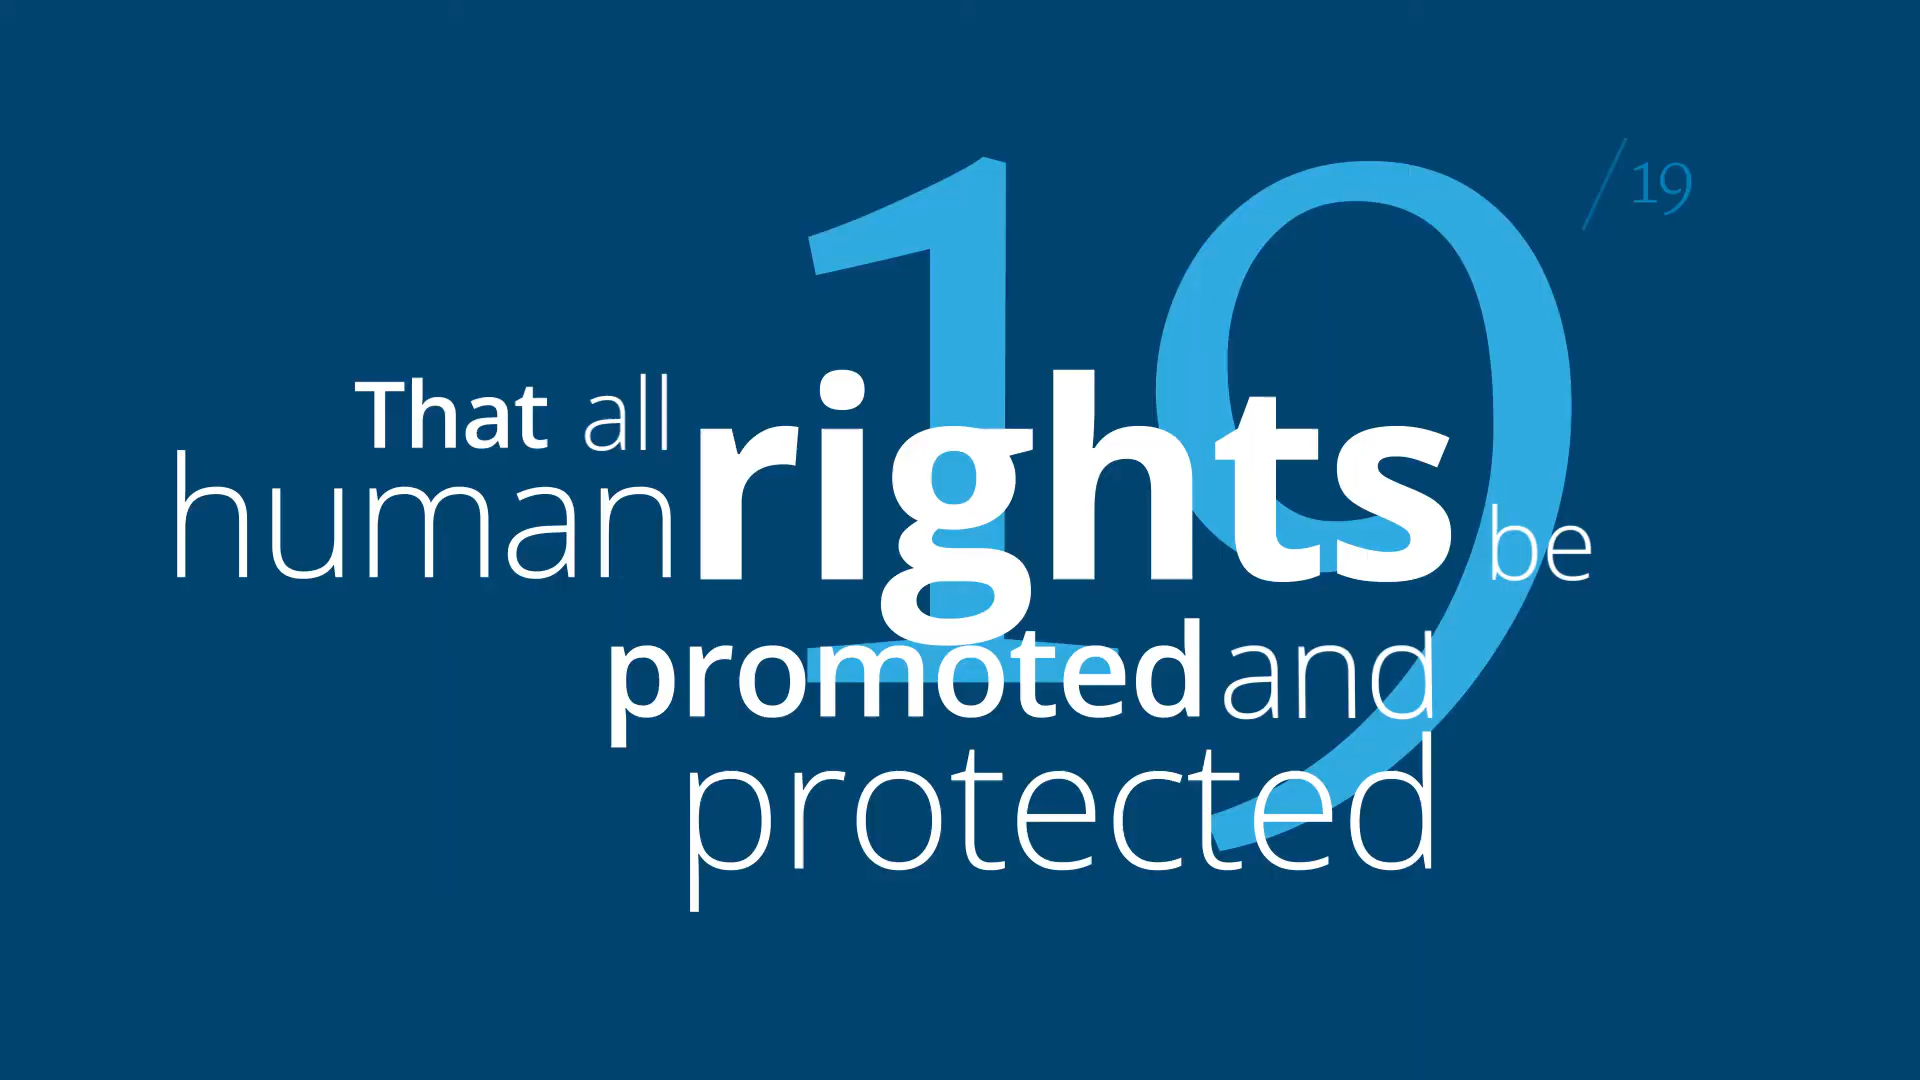 19
/19
That all
human rights be
promoted and
protected